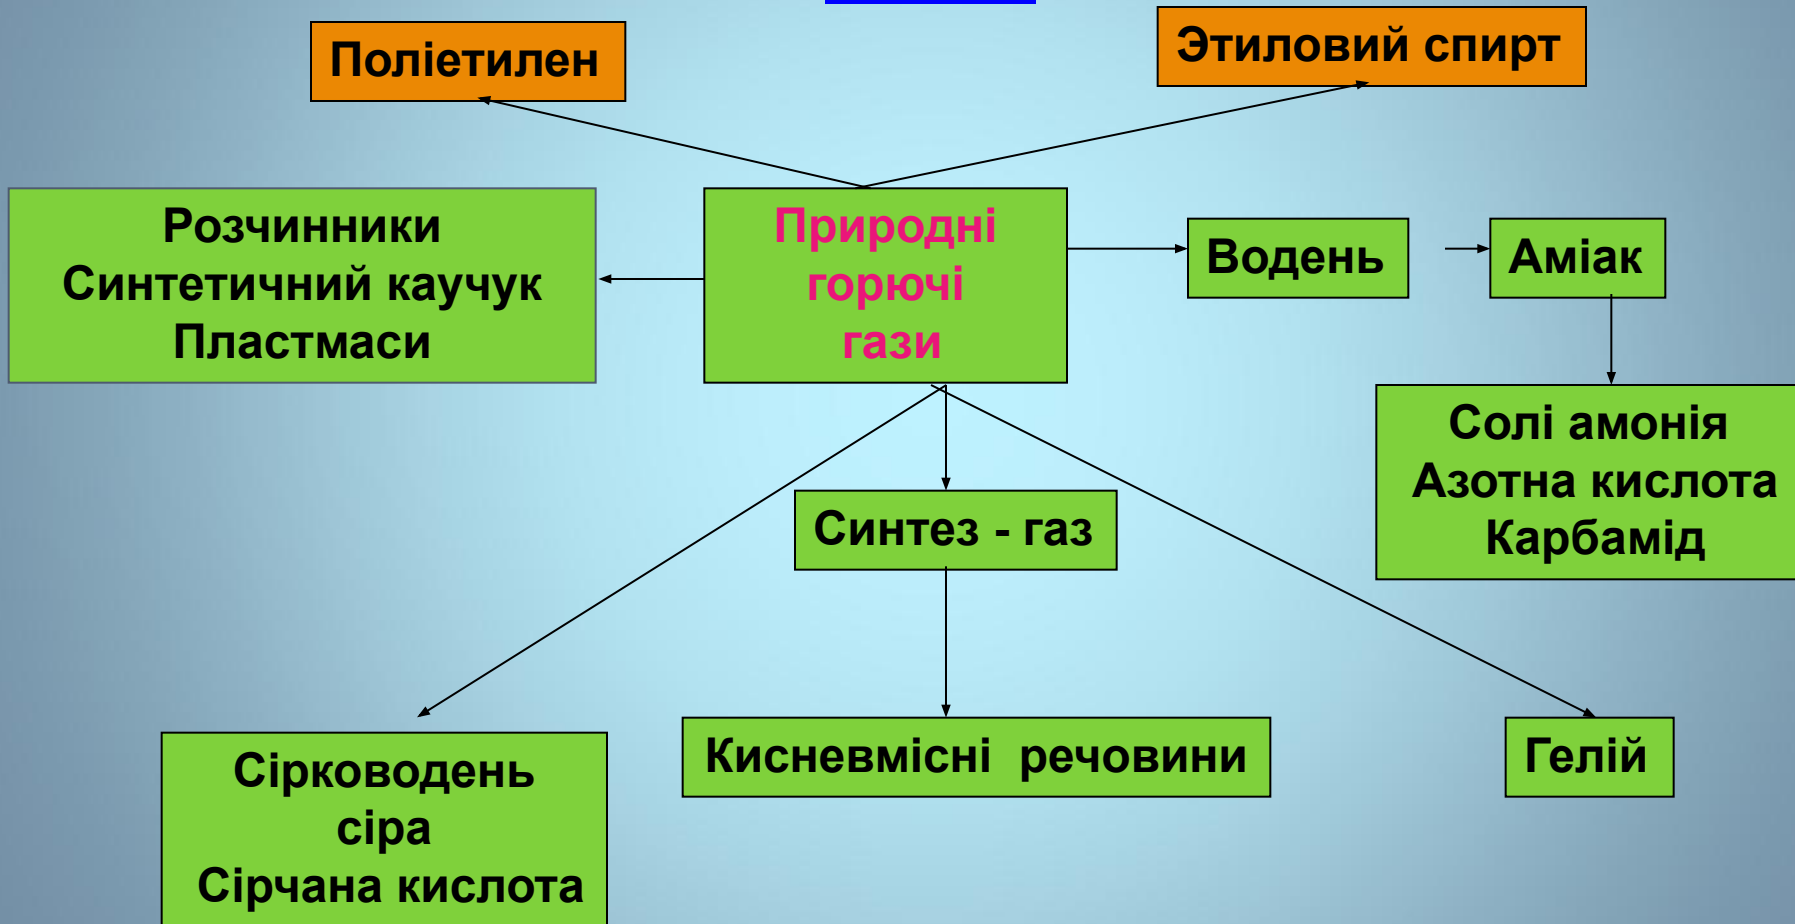 Поліетилен
Этиловий спирт
Розчинники
Синтетичний каучук
Пластмаси
Природні
горючі
гази
Водень
Аміак
Солі амонія
Азотна кислота
Карбамід
Синтез - газ
Сірководень
сіра
Сірчана кислота
Кисневмісні речовини
Гелій